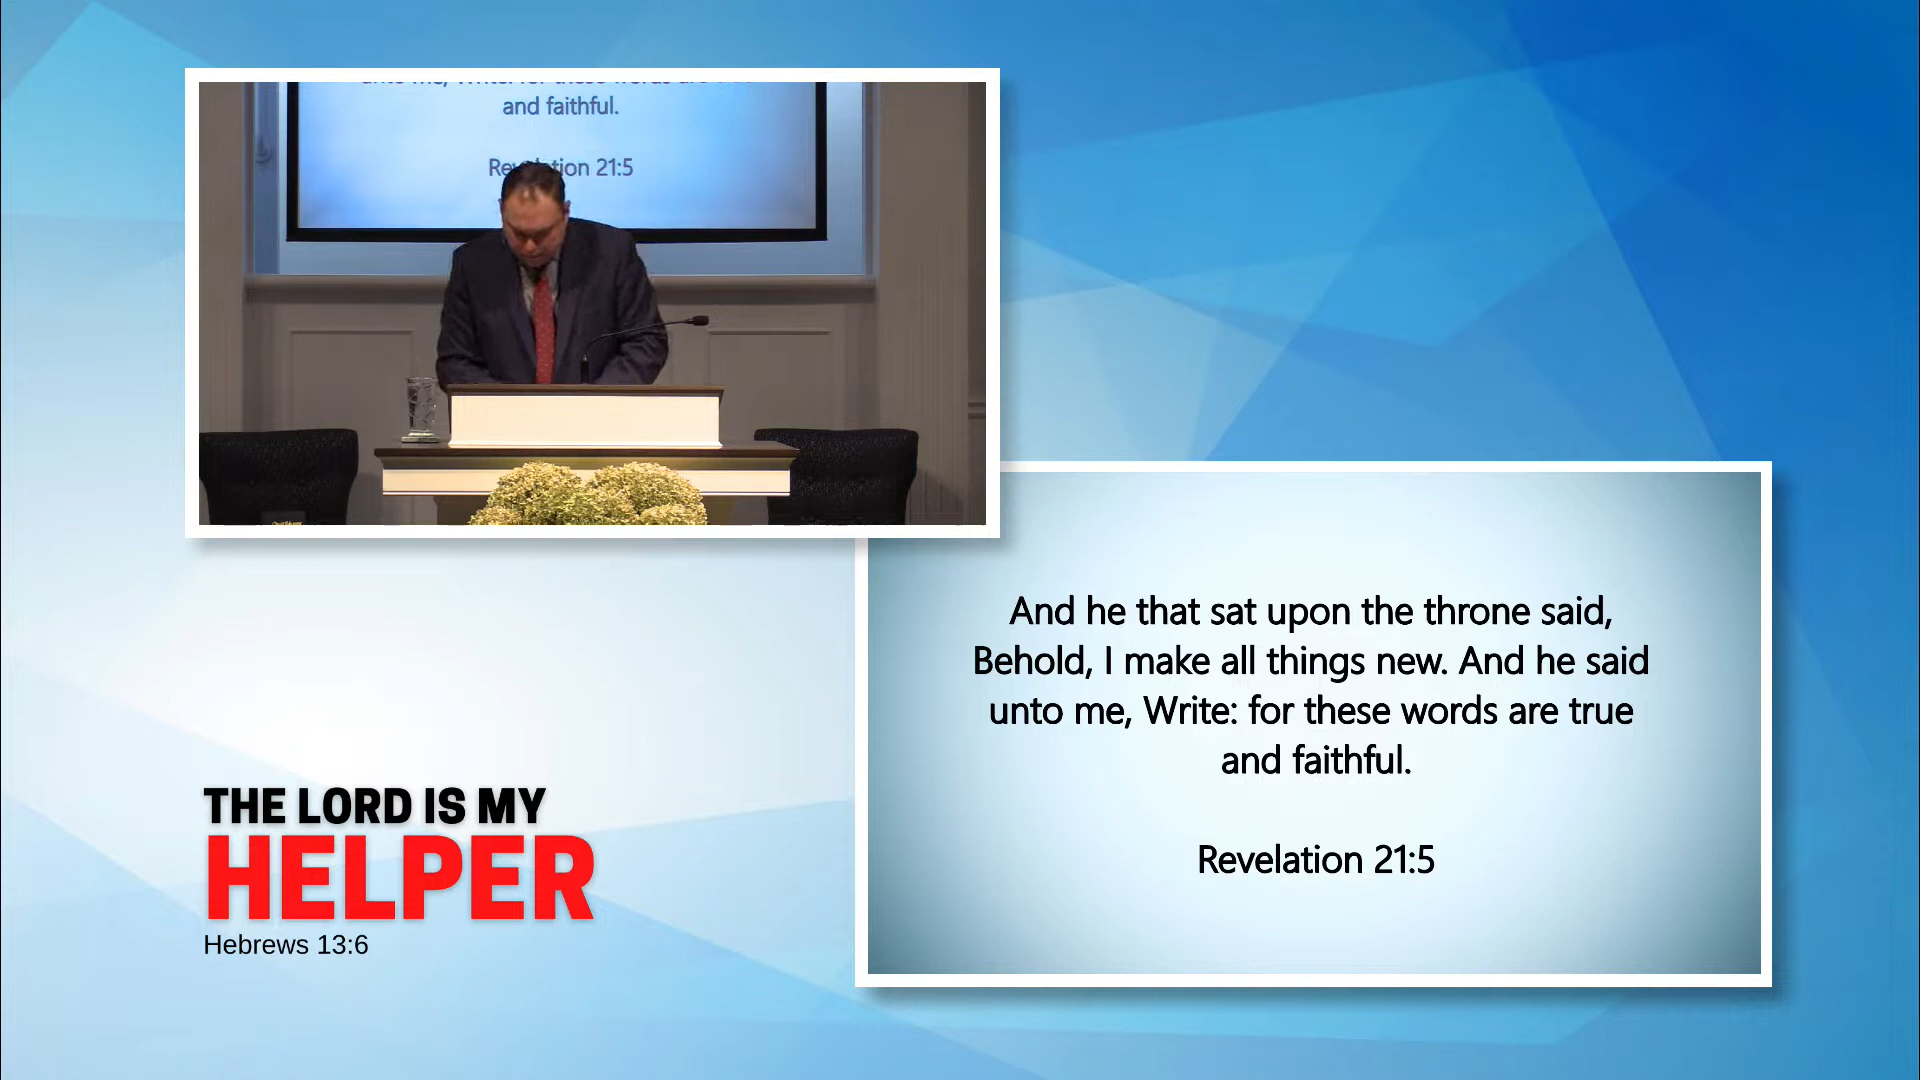 and faithful.
Revelation 21:5
And he that sat upon the throne said,
Behold, I make all things new. And he said
unto me, Write: for these words are true
and faithful.
Revelation 21:5
THE LORD IS MY
HELPER
Hebrews 13:6